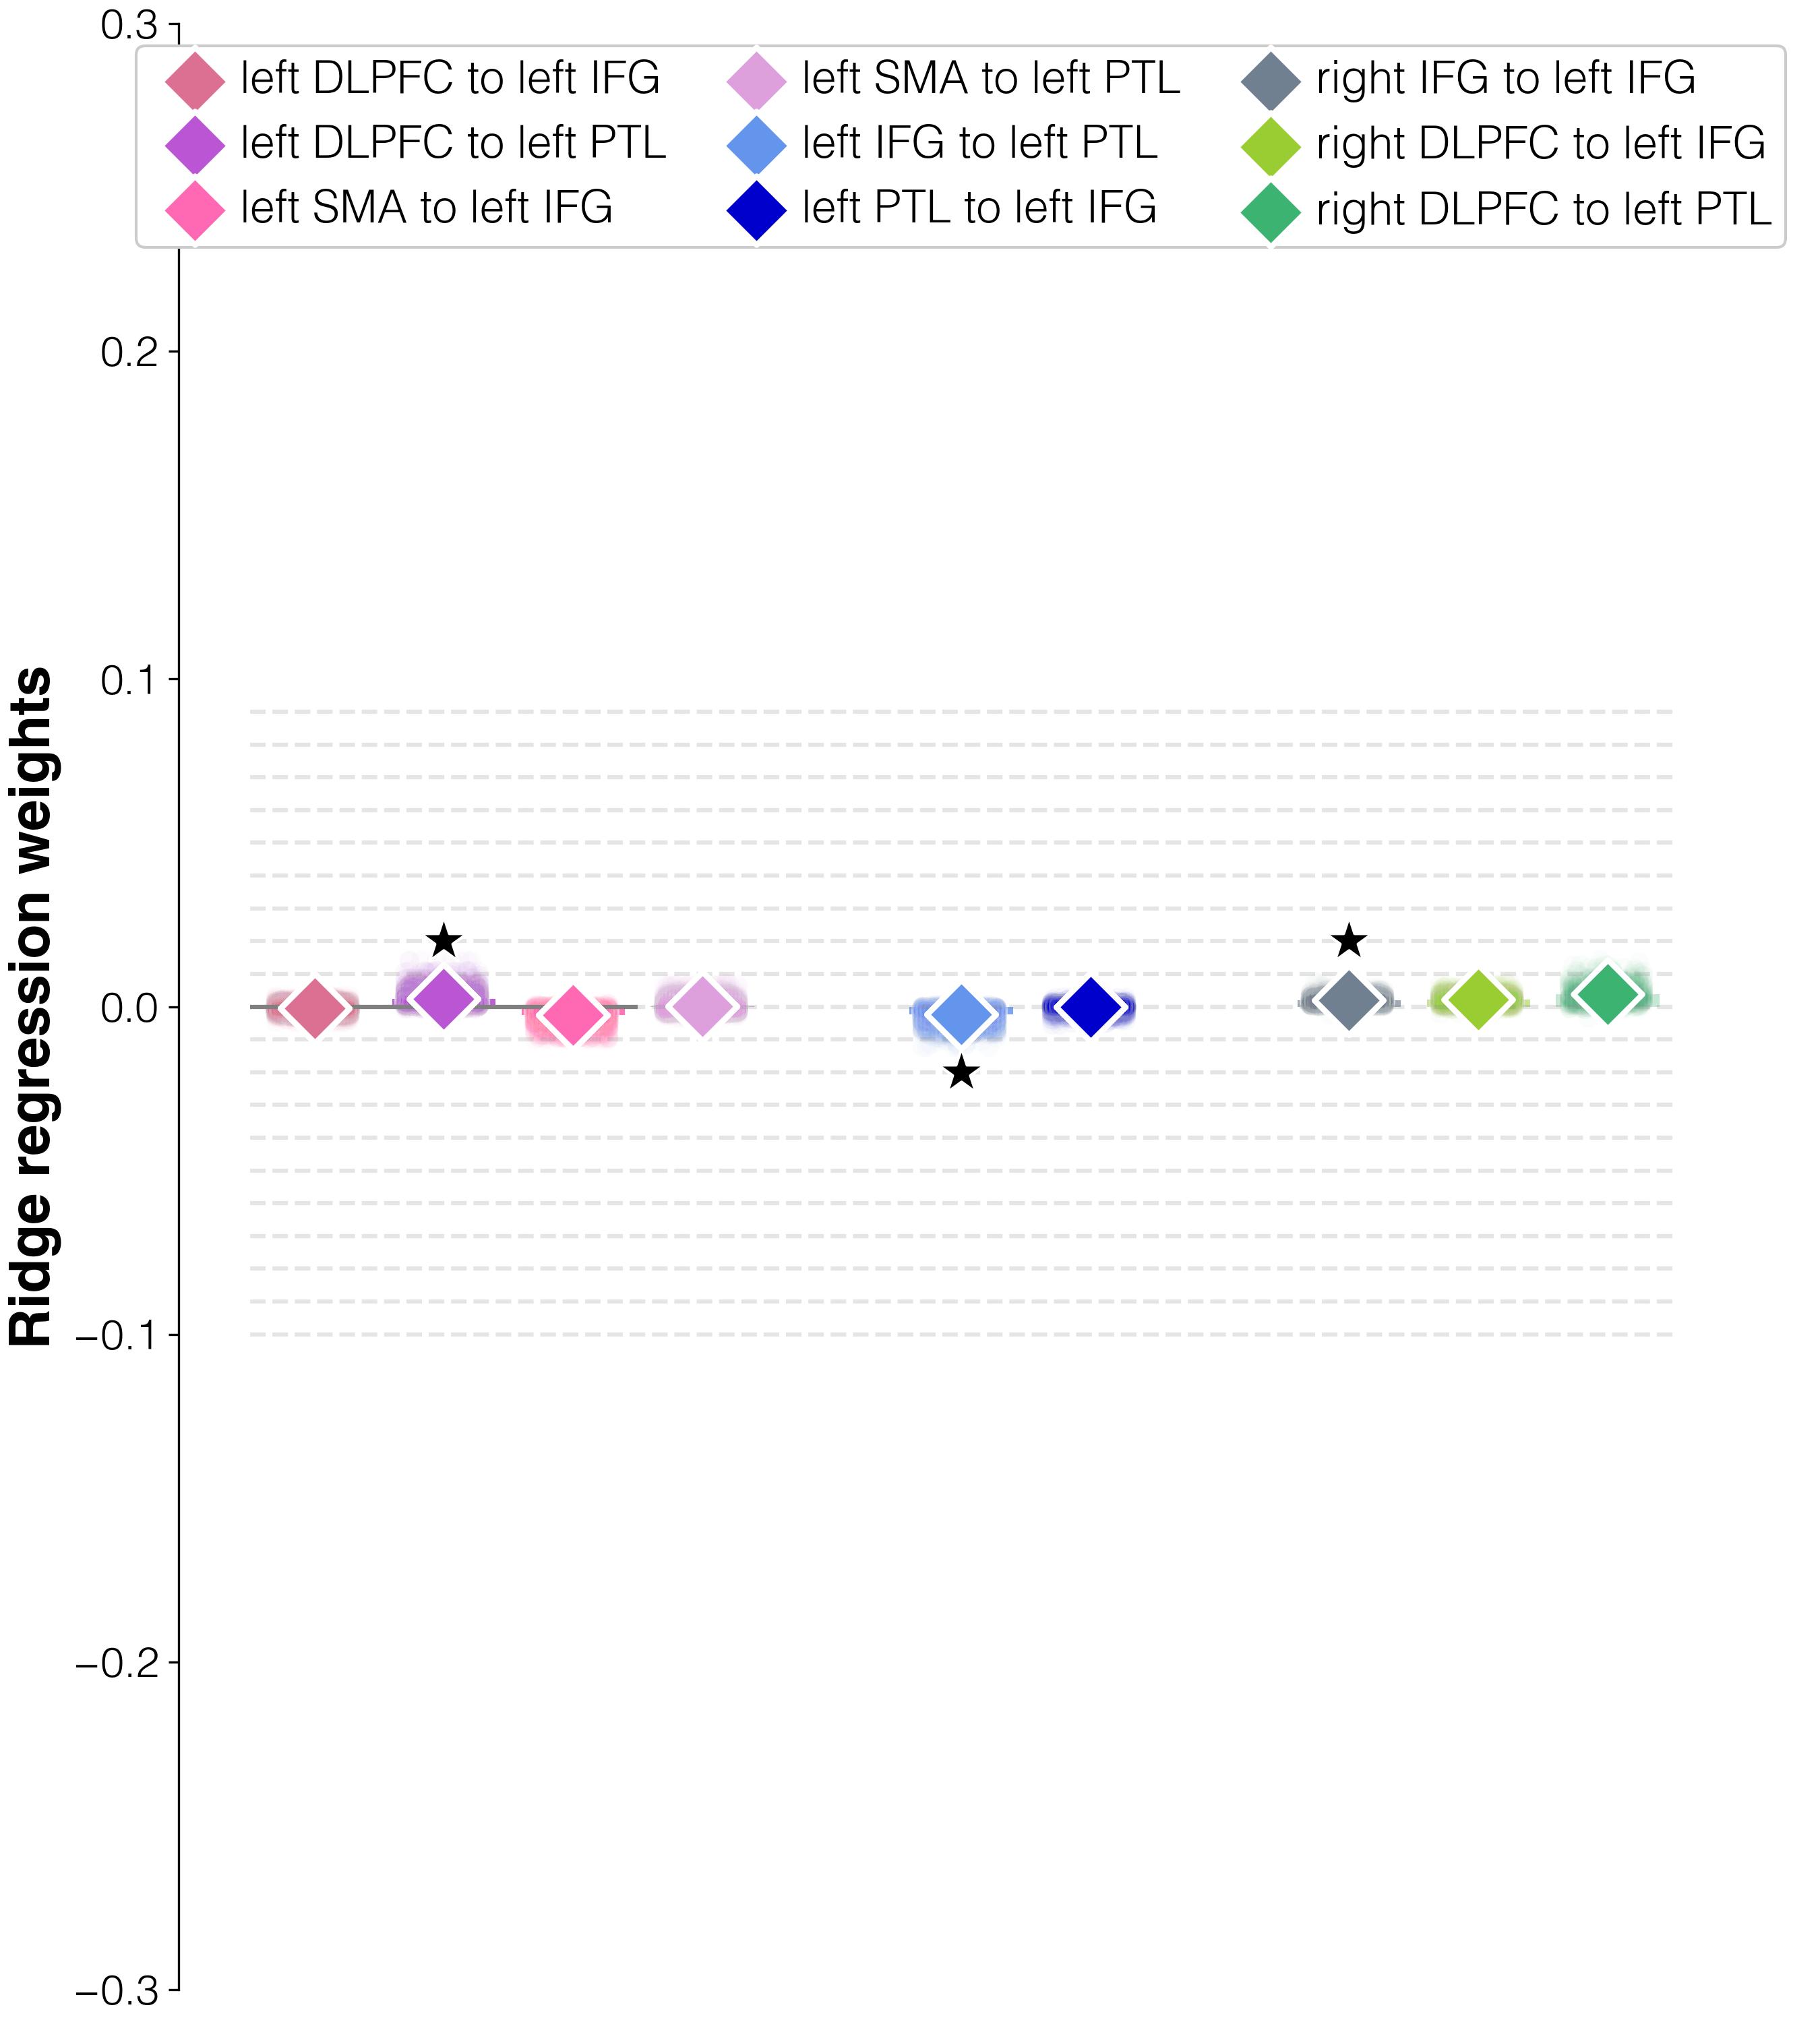 0.3
left DLPFC to left IFG
left DLPFC to left PTL
left SMA to left IFG
left SMA to left PTL
left IFG to left PTL
left PTL to left IFG
right IFG to left IFG
right DLPFC to left IFG
right DLPFC to left PTL
0.2
0.1
0.0
−0.1
−0.2
−0.3
Ridge regression weights